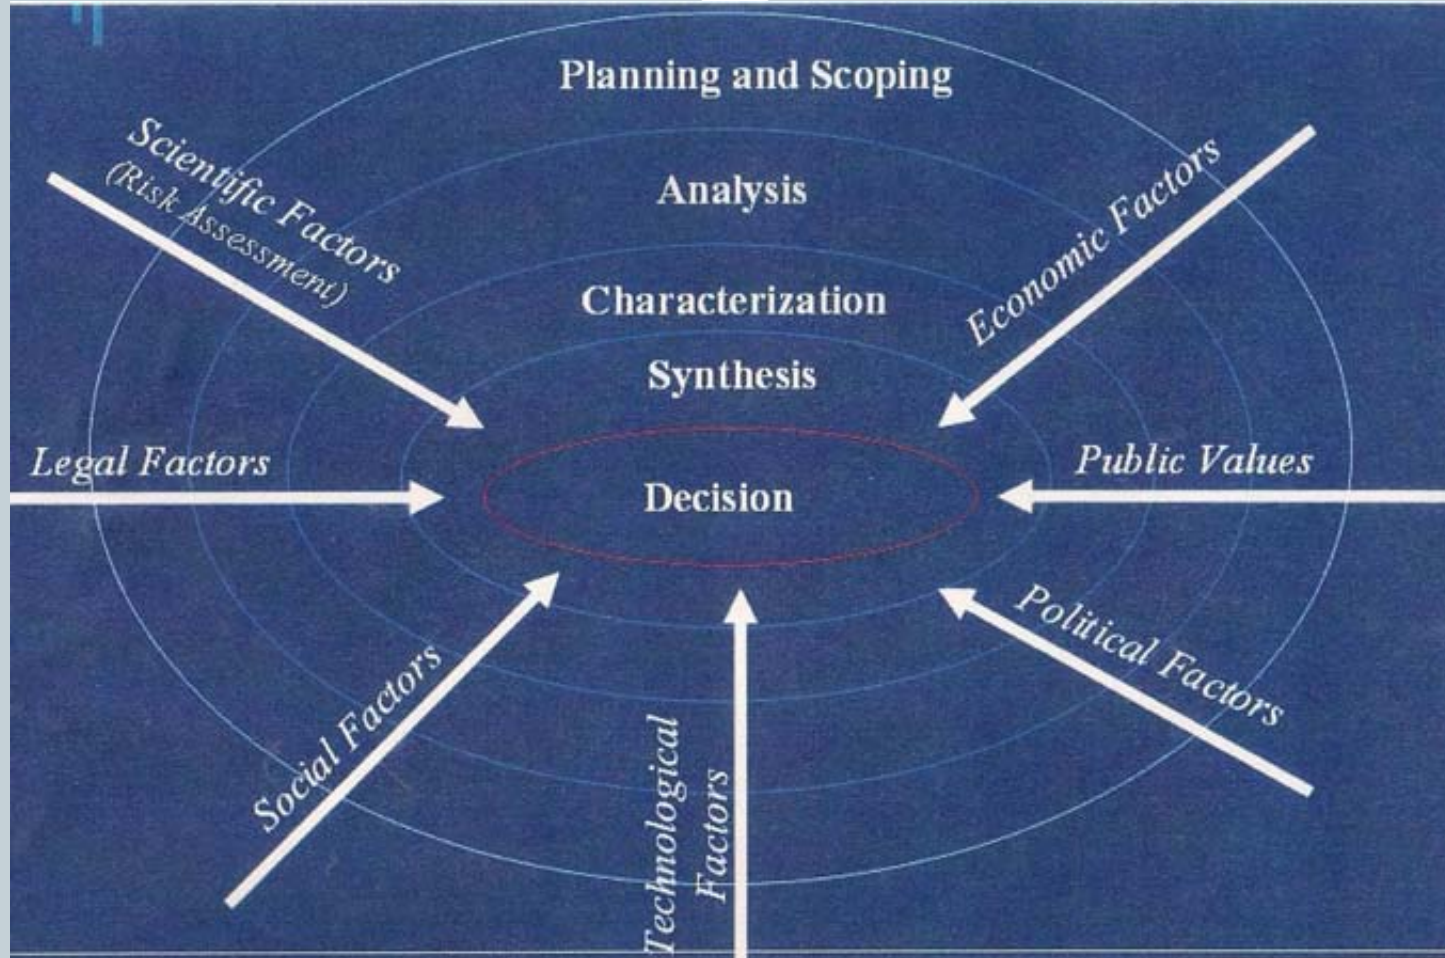 Planning and Scoping
Analysis
Characterization
Synthesis
Decision
Scientific Factors
(Risk Assessment)
Economic Factors
Legal Factors
Public Values
Social Factors
Technological
Factors
Political Factors